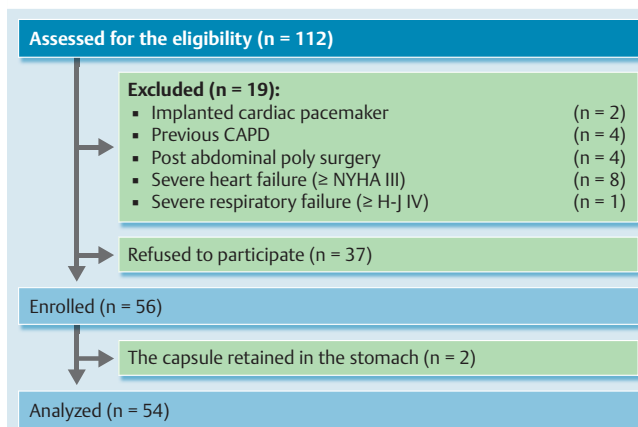 Assessed for the eligibility (n = 112)
Excluded (n = 19):
▪ Implanted cardiac pacemaker (n = 2)
▪ Previous CAPD (n = 4)
▪ Post abdominal poly surgery (n = 4)
▪ Severe heart failure (≥ NYHA III) (n = 8)
▪ Severe respiratory failure (≥ H-J IV) (n = 1)
Refused to participate (n = 37)
Enrolled (n = 56)
The capsule retained in the stomach (n = 2)
Analyzed (n = 54)